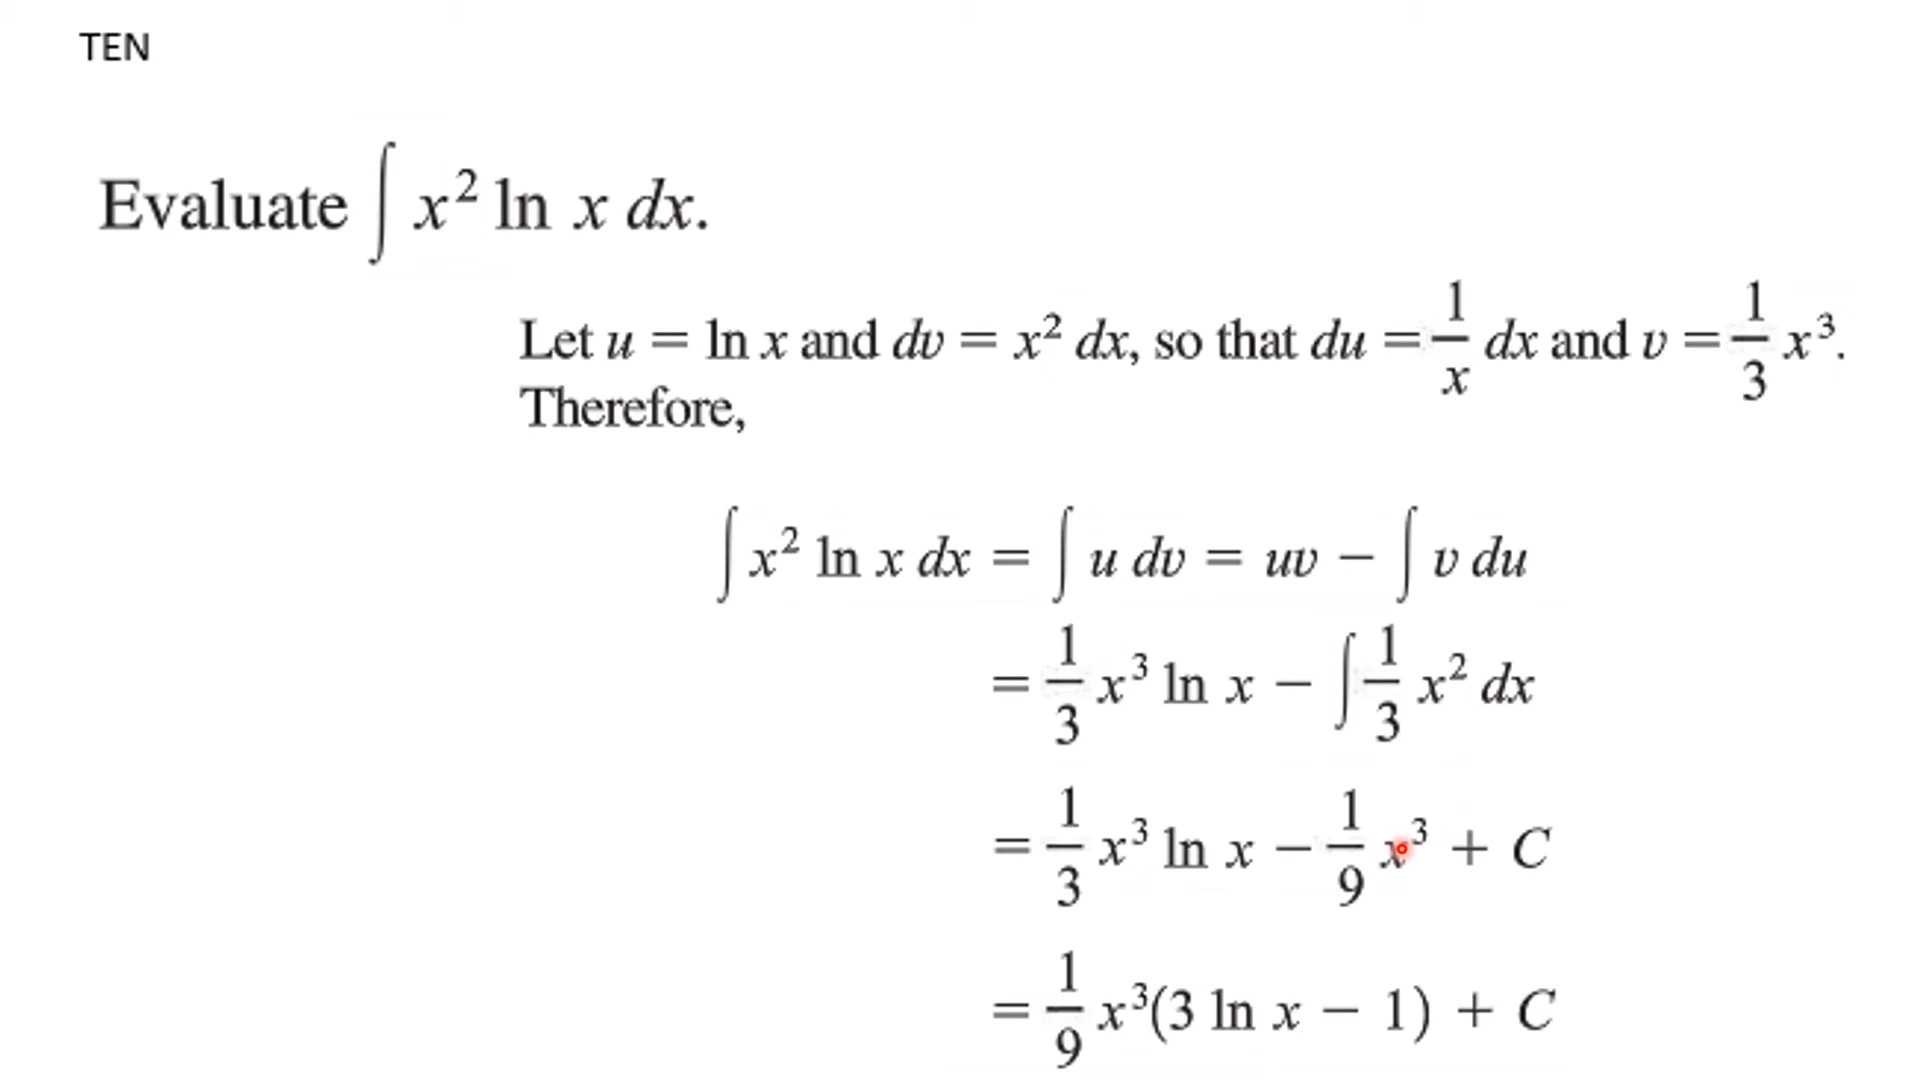 TEN
Evaluate ∫ x² ln x dx.
Let u = ln x and dv = x² dx, so that du = 1/x dx and v = 1/3 x³.
Therefore,
∫ x² ln x dx = ∫ u dv = uv − ∫ v du
= 1/3 x³ ln x − ∫ 1/3 x² dx
= 1/3 x³ ln x − 1/9 x³ + C
= 1/9 x³(3 ln x − 1) + C